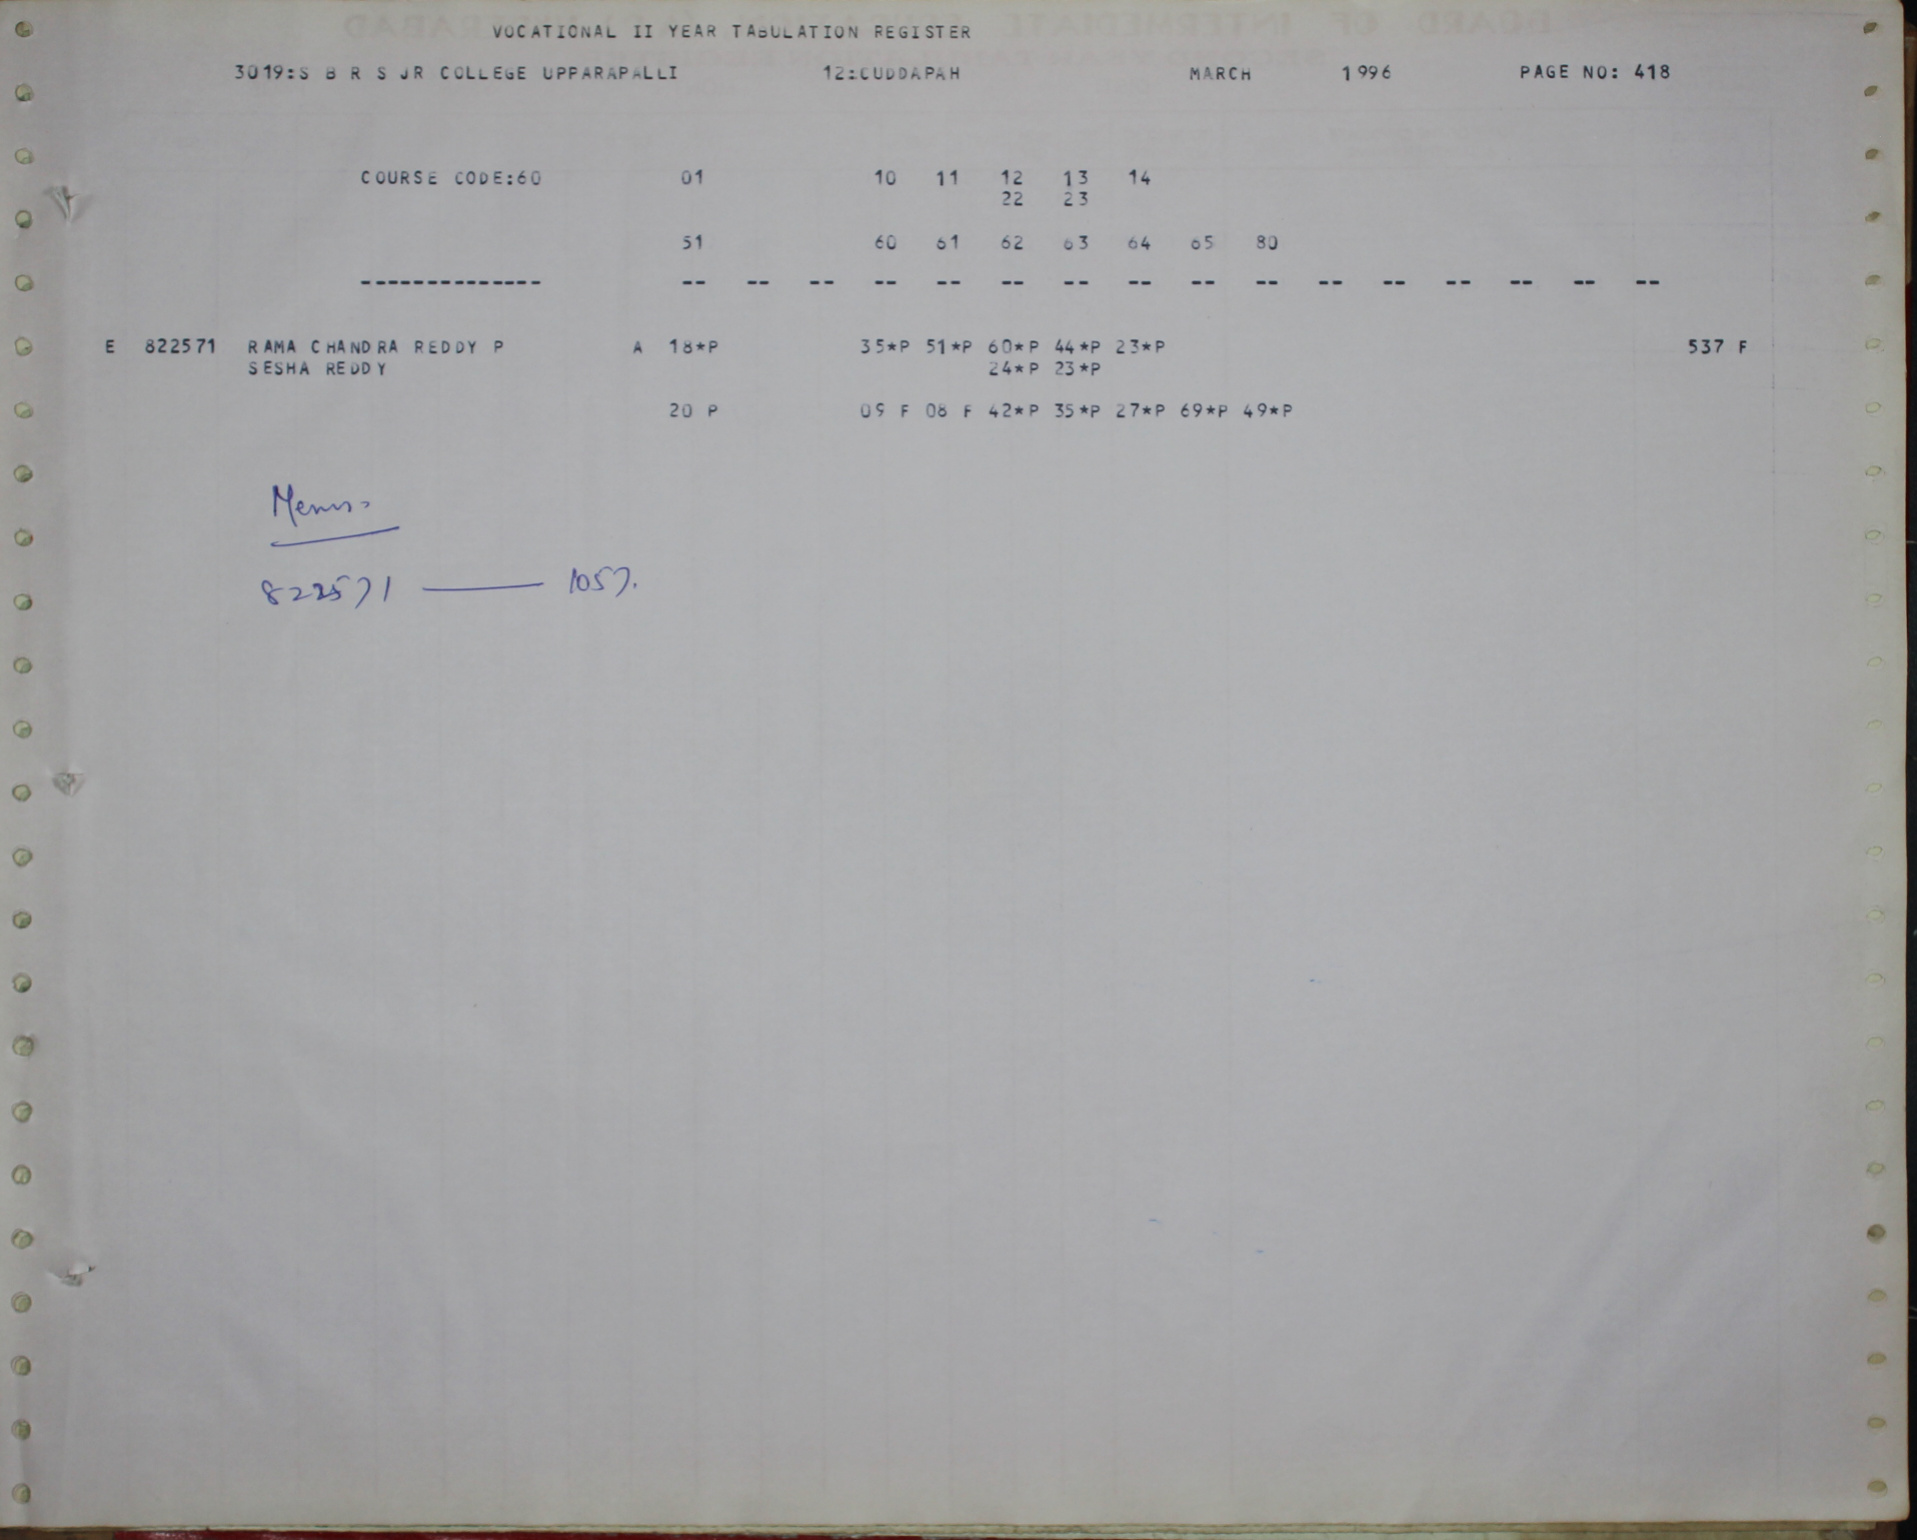 VOCATIONAL II YEAR TABULATION REGISTER
3019:S B R S JR COLLEGE UPPARAPALLI 12:CUDDAPAH MARCH 1996 PAGE NO: 418
COURSE CODE:60 01 10 11 12 13 14
22 23
51 60 61 62 63 64 65 80
-------------- -- -- -- -- -- -- -- -- -- -- -- -- -- -- -- --
E 822571 RAMA CHANDRA REDDY P A 18*P 35*P 51*P 60*P 44*P 23*P 537 F
SESHA REDDY 24*P 23*P
20 P 09 F 08 F 42*P 35*P 27*P 69*P 49*P
822571 —— 1057.